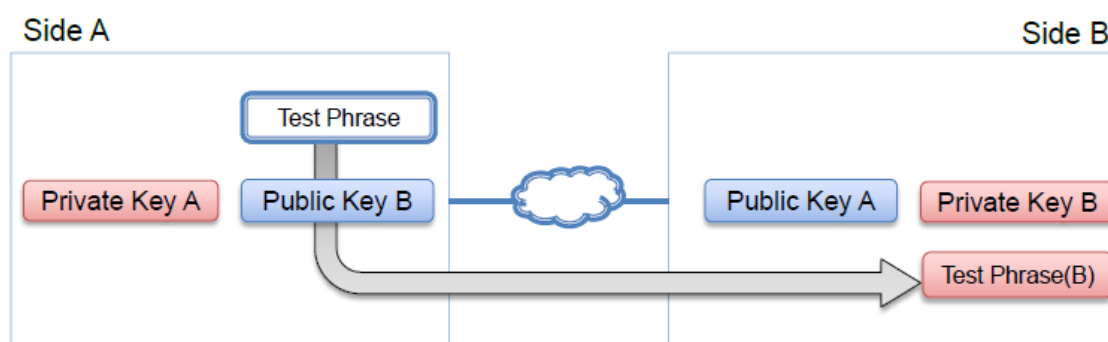 Side A
Side B
Test Phrase
Private Key A
Public Key B
Public Key A
Private Key B
Test Phrase(B)